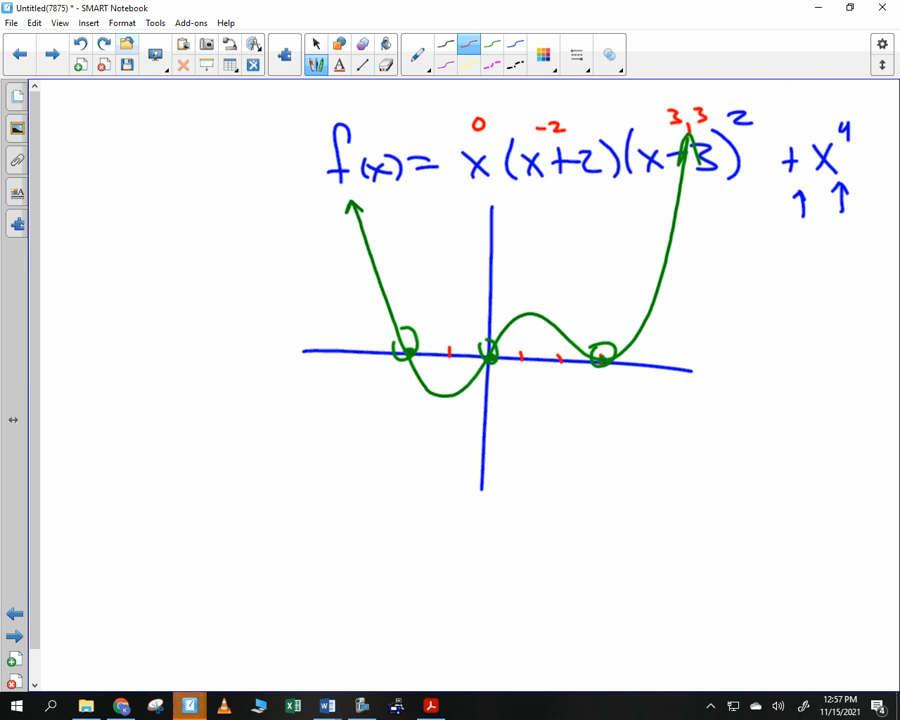 Untitled(7875) * - SMART Notebook
File Edit View Insert Format Tools Add-ons Help
0 -2 3,3
f(x) = x(x+2)(x-3)² +x⁴
12:57 PM
11/15/2021
4